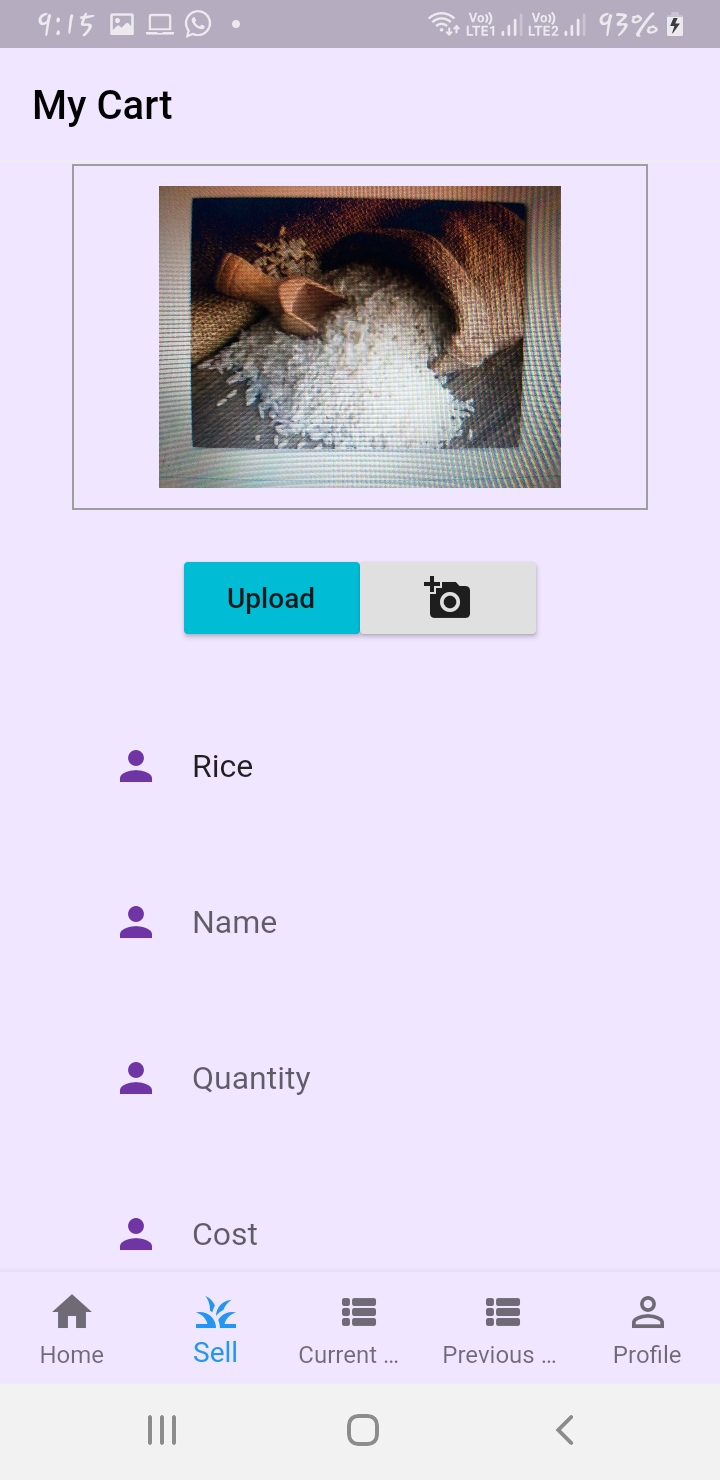 9:15 Vo) LTE1 Vo) LTE2 93%
My Cart
Upload
Rice
Name
Quantity
Cost
Home Sell Current ... Previous ... Profile